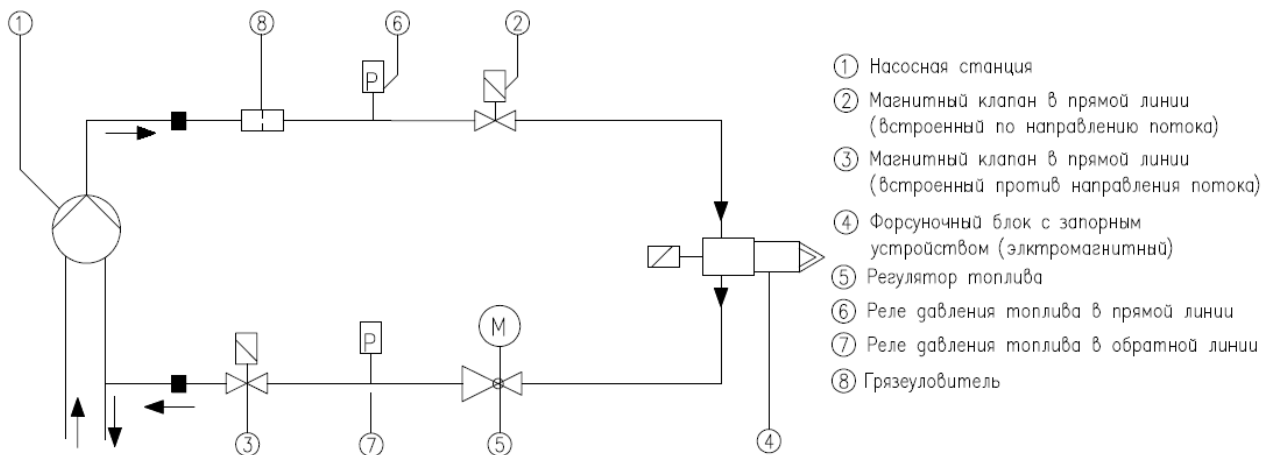 1 8 6 2
P
① Насосная станция
② Магнитный клапан в прямой линии
(встроенный по направлению потока)
③ Магнитный клапан в прямой линии
(встроенный против направления потока)
④ Форсуночный блок с запорным
устройством (элктромагнитный)
⑤ Регулятор топлива
⑥ Реле давления топлива в прямой линии
⑦ Реле давления топлива в обратной линии
⑧ Грязеуловитель
M
P
3 7 5 4